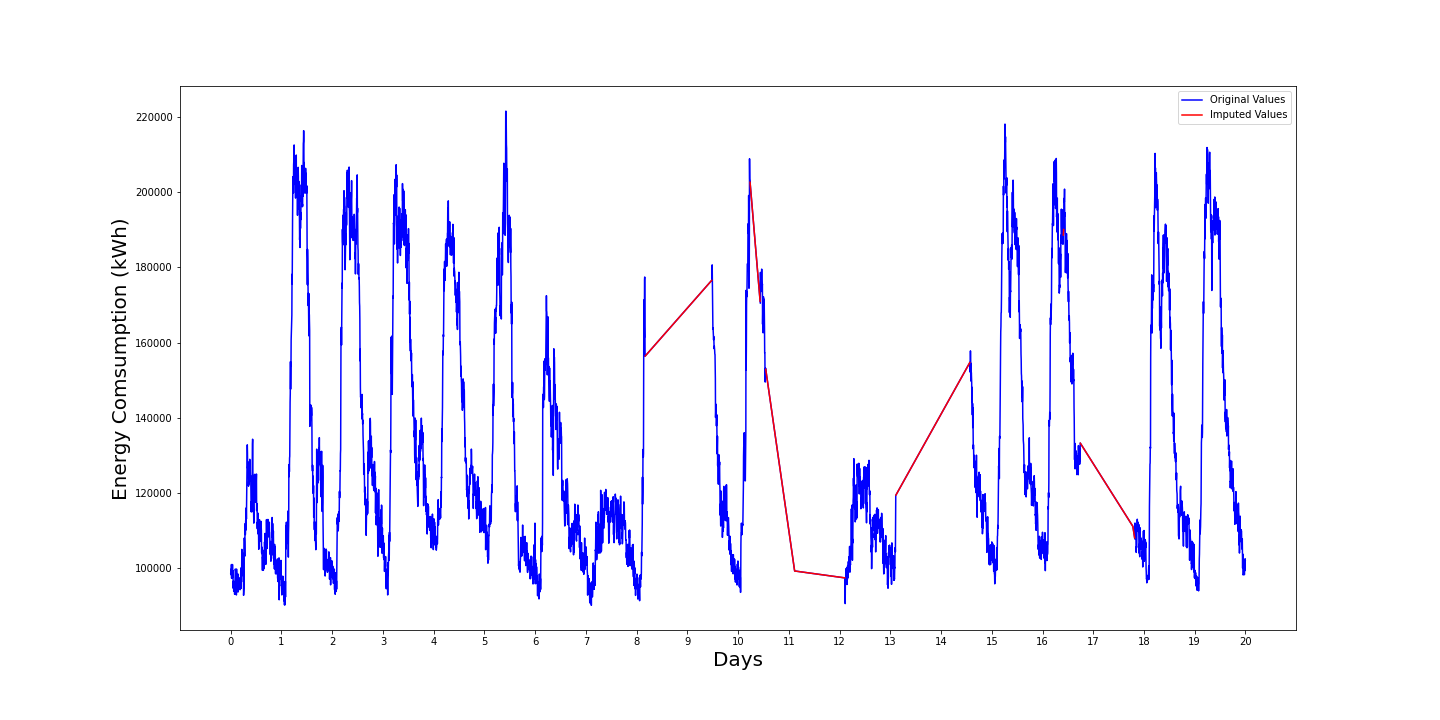 Original Values
Imputed Values
220000
200000
180000
160000
140000
120000
100000
Energy Comsumption (kWh)
0 1 2 3 4 5 6 7 8 9 10 11 12 13 14 15 16 17 18 19 20
Days